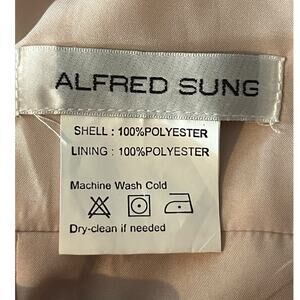 ALFRED SUNG
SHELL : 100%POLYESTER
LINING : 100%POLYESTER
Machine Wash Cold
Dry-clean if needed